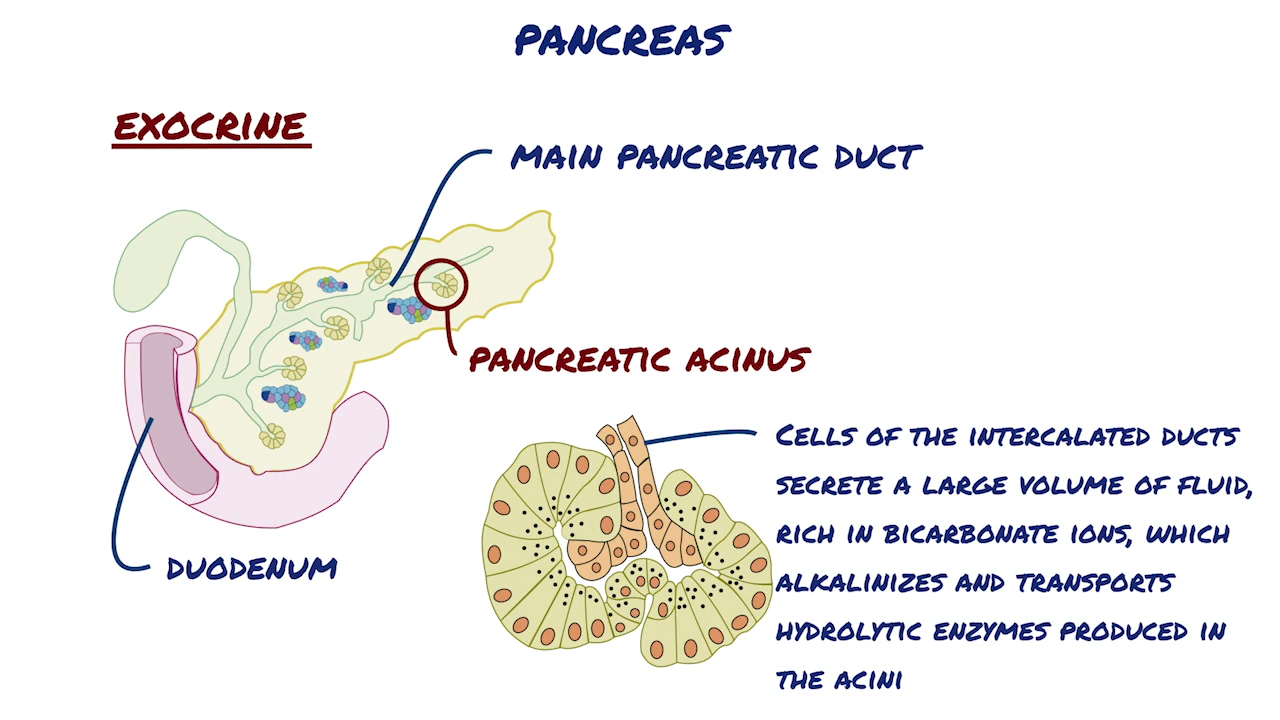 PANCREAS
EXOCRINE
MAIN PANCREATIC DUCT
PANCREATIC ACINUS
CELLS OF THE INTERCALATED DUCTS
SECRETE A LARGE VOLUME OF FLUID,
RICH IN BICARBONATE IONS, WHICH
ALKALINIZES AND TRANSPORTS
HYDROLYTIC ENZYMES PRODUCED IN
THE ACINI
DUODENUM